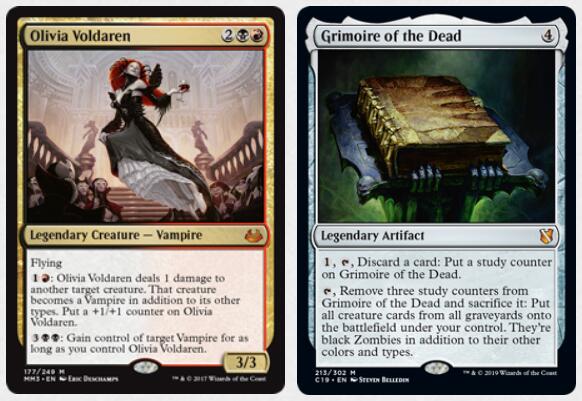 Olivia Voldaren 2
Legendary Creature — Vampire
Flying
1 : Olivia Voldaren deals 1 damage to
another target creature. That creature
becomes a Vampire in addition to its other
types. Put a +1/+1 counter on Olivia
Voldaren.
3 : Gain control of target Vampire for as
long as you control Olivia Voldaren.
3/3
177/249 M
MM3 • EN Eric Deschamps
™ & © 2017 Wizards of the Coast
Grimoire of the Dead 4
Legendary Artifact
1, , Discard a card: Put a study counter
on Grimoire of the Dead.
, Remove three study counters from
Grimoire of the Dead and sacrifice it: Put
all creature cards from all graveyards onto
the battlefield under your control. They're
black Zombies in addition to their other
colors and types.
213/302 M
C19 • EN Steven Belledin
™ & © 2019 Wizards of the Coast